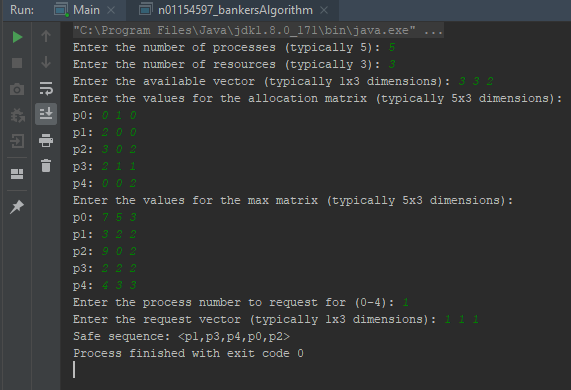 Run: Main × n01154597_bankersAlgorithm ×
"C:\Program Files\Java\jdk1.8.0_171\bin\java.exe" ...
Enter the number of processes (typically 5): 5
Enter the number of resources (typically 3): 3
Enter the available vector (typically 1x3 dimensions): 3 3 2
Enter the values for the allocation matrix (typically 5x3 dimensions):
p0: 0 1 0
p1: 2 0 0
p2: 3 0 2
p3: 2 1 1
p4: 0 0 2
Enter the values for the max matrix (typically 5x3 dimensions):
p0: 7 5 3
p1: 3 2 2
p2: 9 0 2
p3: 2 2 2
p4: 4 3 3
Enter the process number to request for (0-4): 1
Enter the request vector (typically 1x3 dimensions): 1 1 1
Safe sequence: <p1,p3,p4,p0,p2>
Process finished with exit code 0